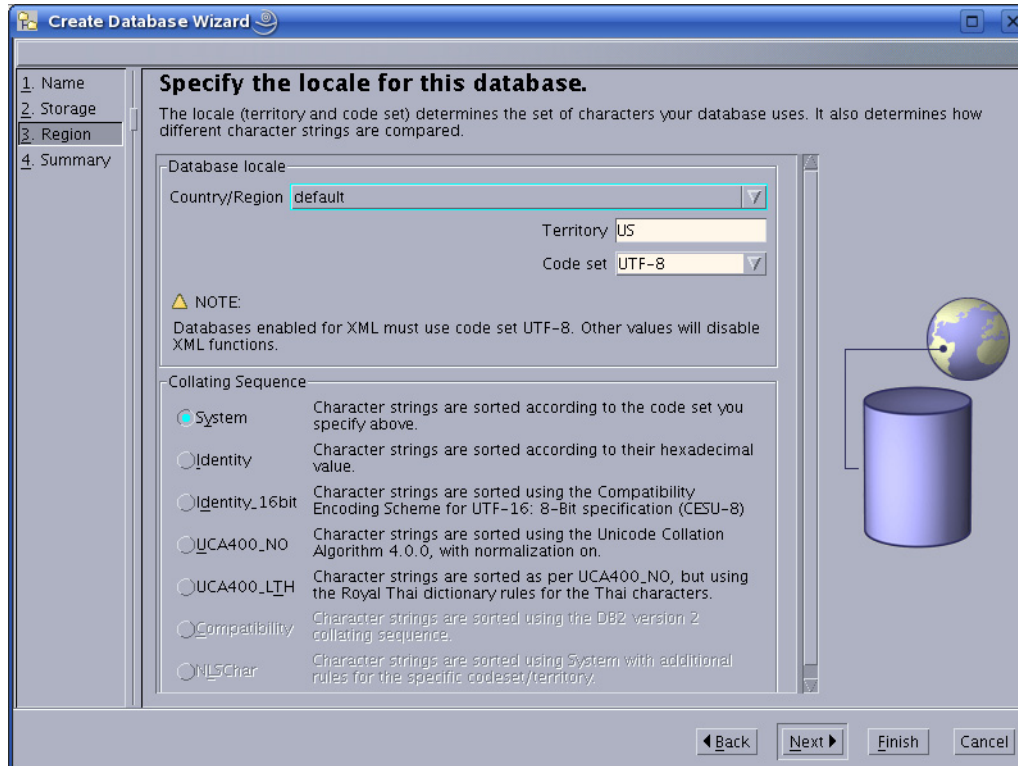 Create Database Wizard
1. Name
2. Storage
3. Region
4. Summary
Specify the locale for this database.
The locale (territory and code set) determines the set of characters your database uses. It also determines how
different character strings are compared.
Database locale
Country/Region default
Territory US
Code set UTF-8
NOTE:
Databases enabled for XML must use code set UTF-8. Other values will disable
XML functions.
Collating Sequence
System Character strings are sorted according to the code set you
specify above.
Identity Character strings are sorted according to their hexadecimal
value.
Identity_16bit Character strings are sorted using the Compatibility
Encoding Scheme for UTF-16: 8-Bit specification (CESU-8)
UCA400_NO Character strings are sorted using the Unicode Collation
Algorithm 4.0.0, with normalization on.
UCA400_LTH Character strings are sorted as per UCA400_NO, but using
the Royal Thai dictionary rules for the Thai characters.
Compatibility Character strings are sorted using the DB2 version 2
collating sequence.
NLSChar Character strings are sorted using System with additional
rules for the specific codeset/territory.
Back Next Finish Cancel